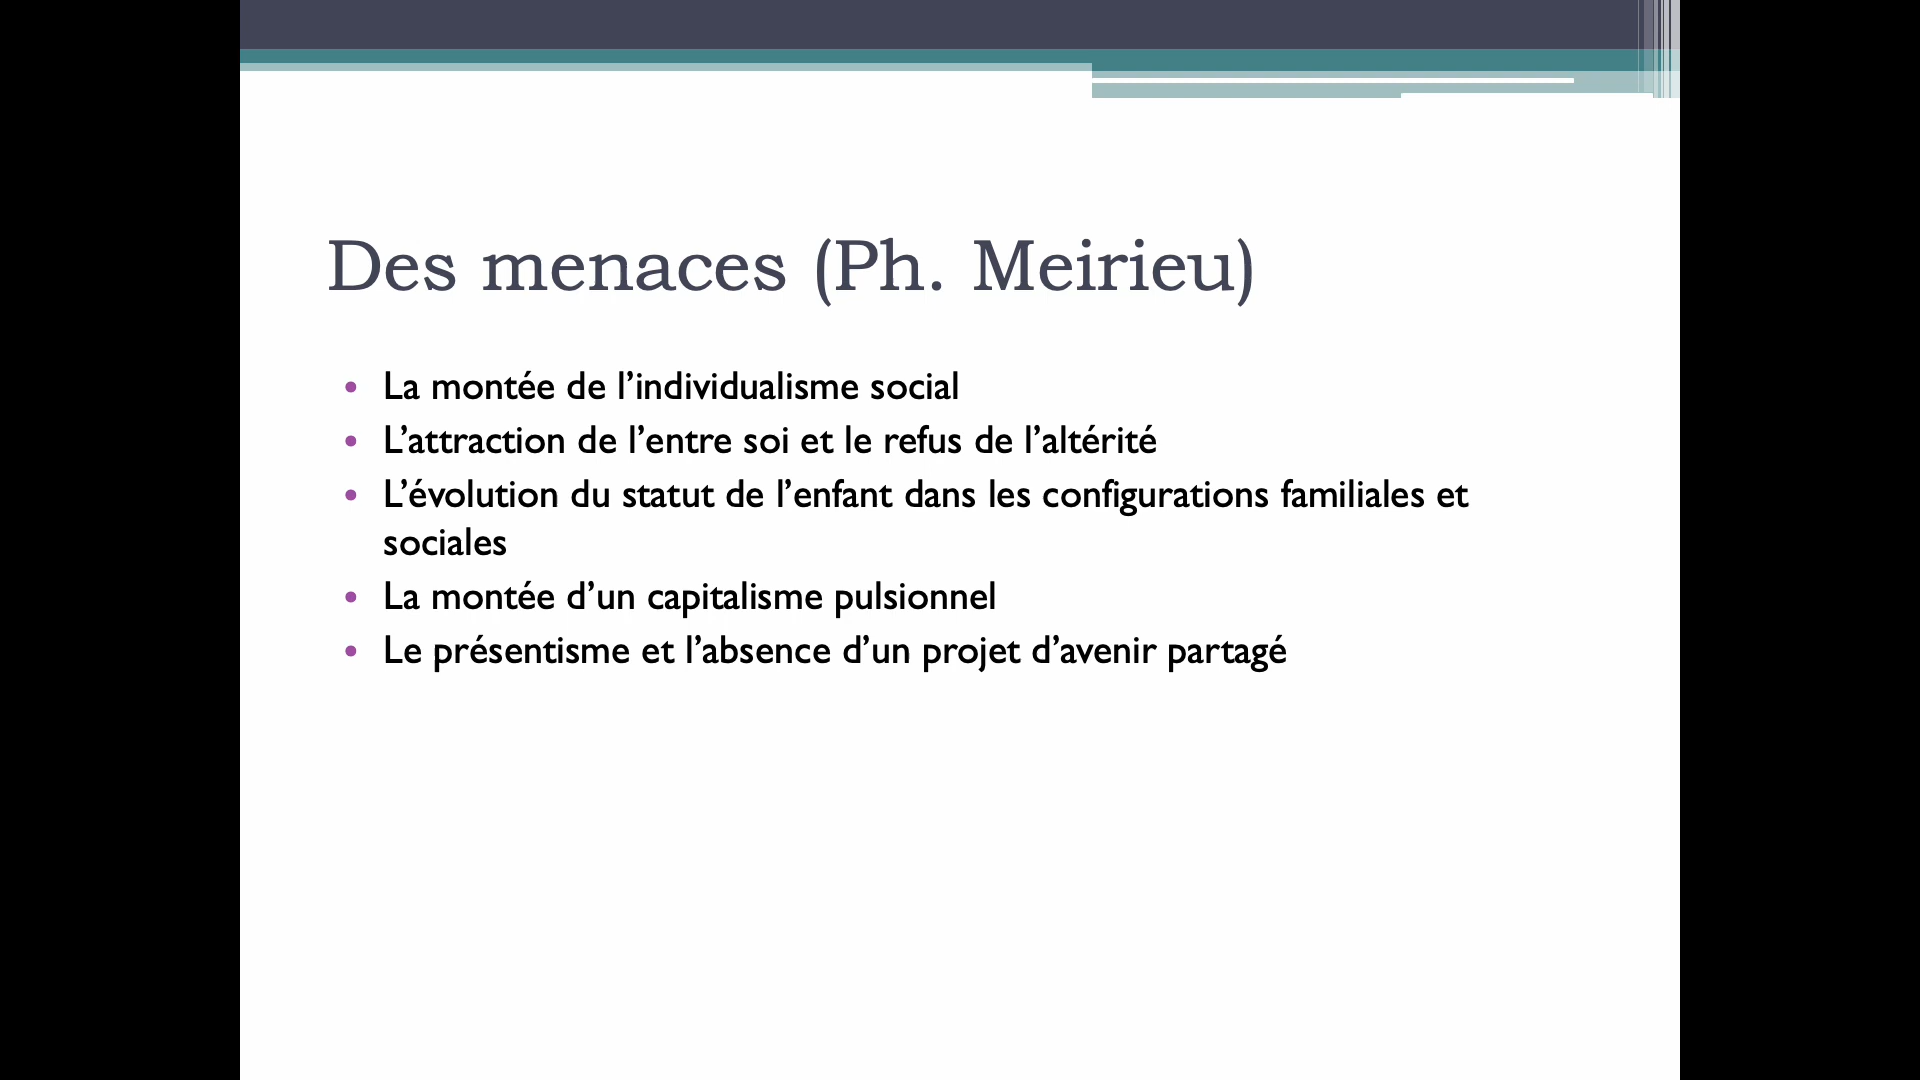 Des menaces (Ph. Meirieu)
• La montée de l’individualisme social
• L’attraction de l’entre soi et le refus de l’altérité
• L’évolution du statut de l’enfant dans les configurations familiales et
sociales
• La montée d’un capitalisme pulsionnel
• Le présentisme et l’absence d’un projet d’avenir partagé